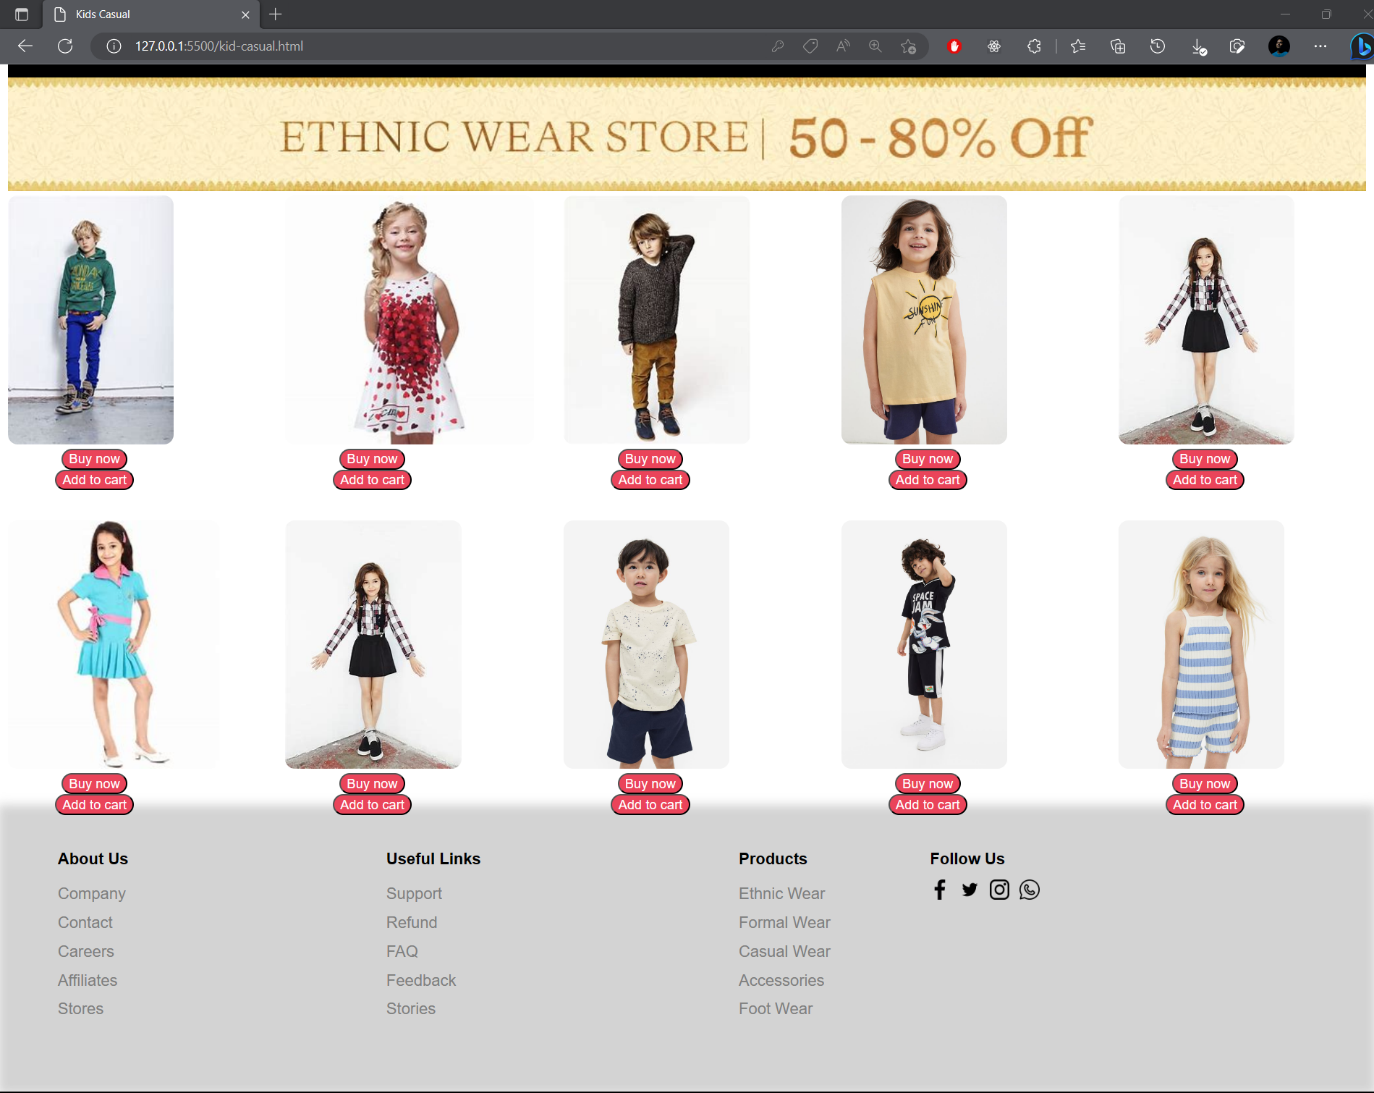 Kids Casual
127.0.0.1:5500/kid-casual.html
ETHNIC WEAR STORE | 50 - 80% Off
SUNSHINE
FUN
Buy now Buy now Buy now Buy now Buy now
Add to cart Add to cart Add to cart Add to cart Add to cart
SPACE
JAM
Buy now Buy now Buy now Buy now Buy now
Add to cart Add to cart Add to cart Add to cart Add to cart
About Us Useful Links Products Follow Us
Company Support Ethnic Wear
Contact Refund Formal Wear
Careers FAQ Casual Wear
Affiliates Feedback Accessories
Stores Stories Foot Wear